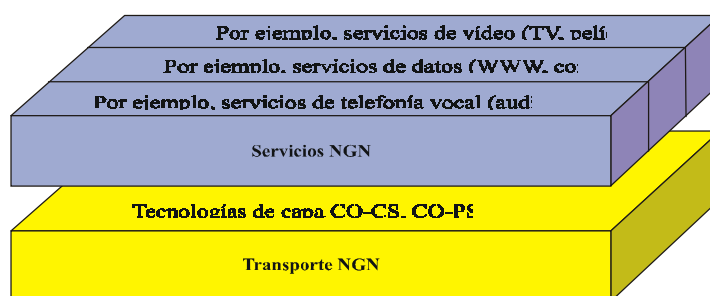 Por ejemplo, servicios de vídeo (TV, pelí
Por ejemplo, servicios de datos (WWW, co
Por ejemplo, servicios de telefonía vocal (aud
Servicios NGN
Tecnologías de capa CO-CS, CO-PS
Transporte NGN